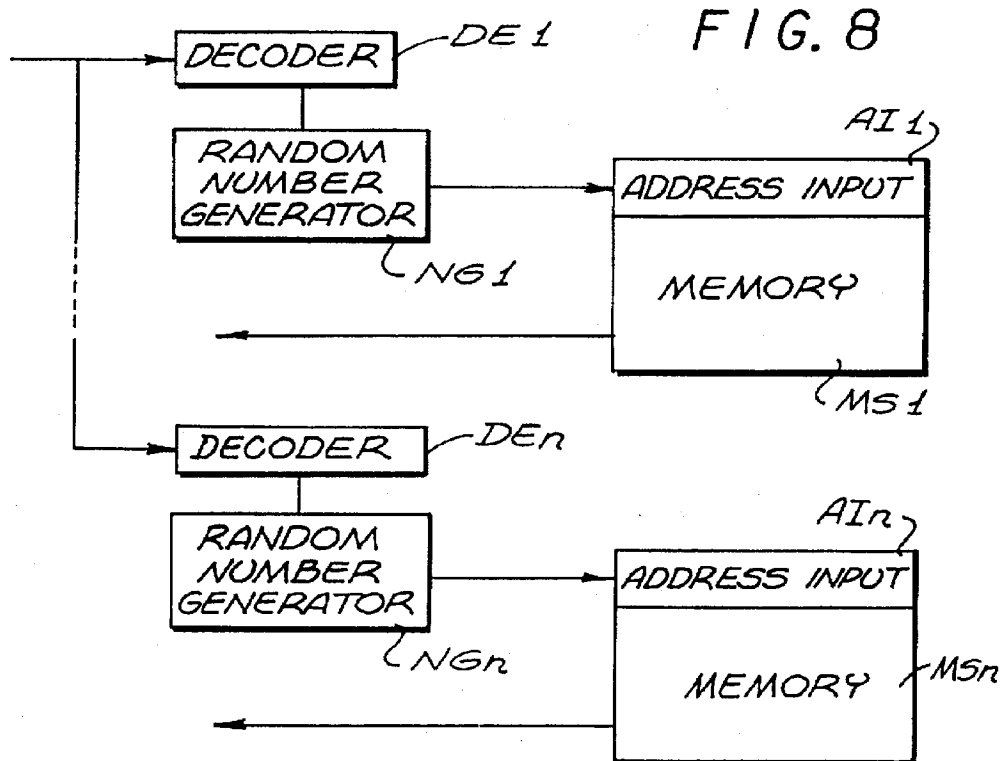 FIG. 8
DECODER
DE1
RANDOM
NUMBER
GENERATOR
NG1
AI1
ADDRESS INPUT
MEMORY
MS1
DECODER
DEn
RANDOM
NUMBER
GENERATOR
NGn
AIn
ADDRESS INPUT
MEMORY
MSn